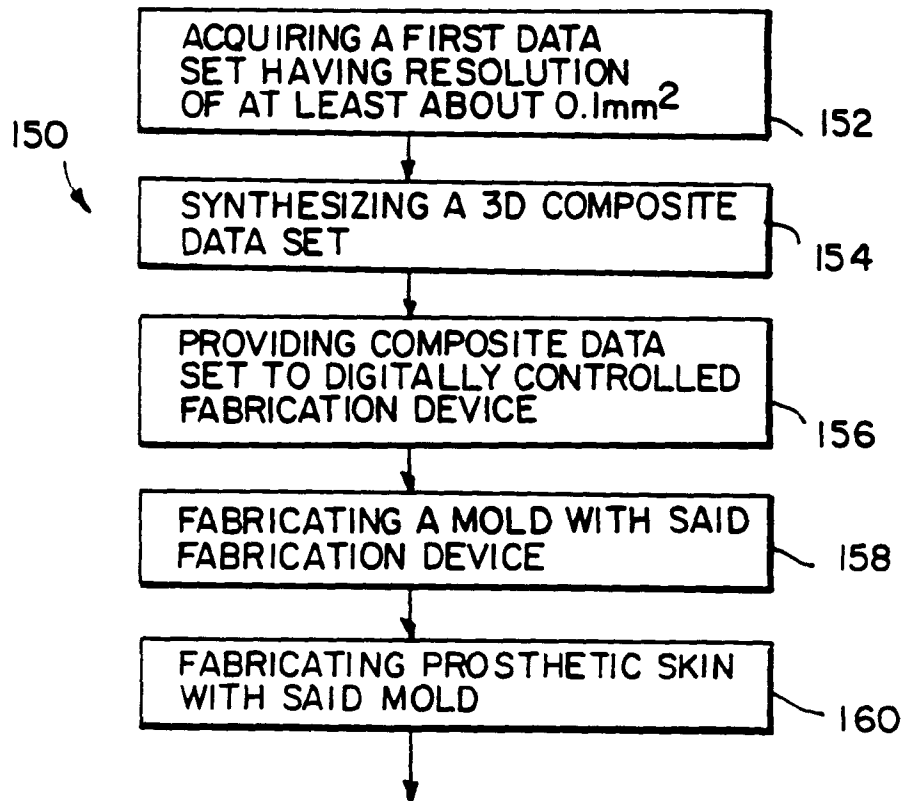 ACQUIRING A FIRST DATA
SET HAVING RESOLUTION
OF AT LEAST ABOUT 0.1mm²
152
150
SYNTHESIZING A 3D COMPOSITE
DATA SET
154
PROVIDING COMPOSITE DATA
SET TO DIGITALLY CONTROLLED
FABRICATION DEVICE
156
FABRICATING A MOLD WITH SAID
FABRICATION DEVICE
158
FABRICATING PROSTHETIC SKIN
WITH SAID MOLD
160